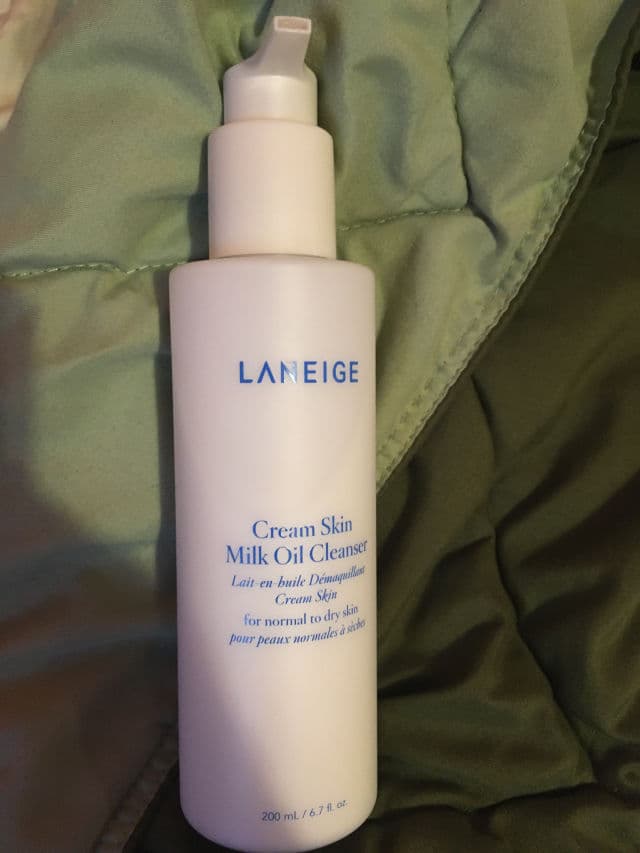 LANEIGE
Cream Skin
Milk Oil Cleanser
Lait-en-huile Démaquillant
Cream Skin
for normal to dry skin
pour peaux normales à sèches
200 mL / 6.7 fl. oz.